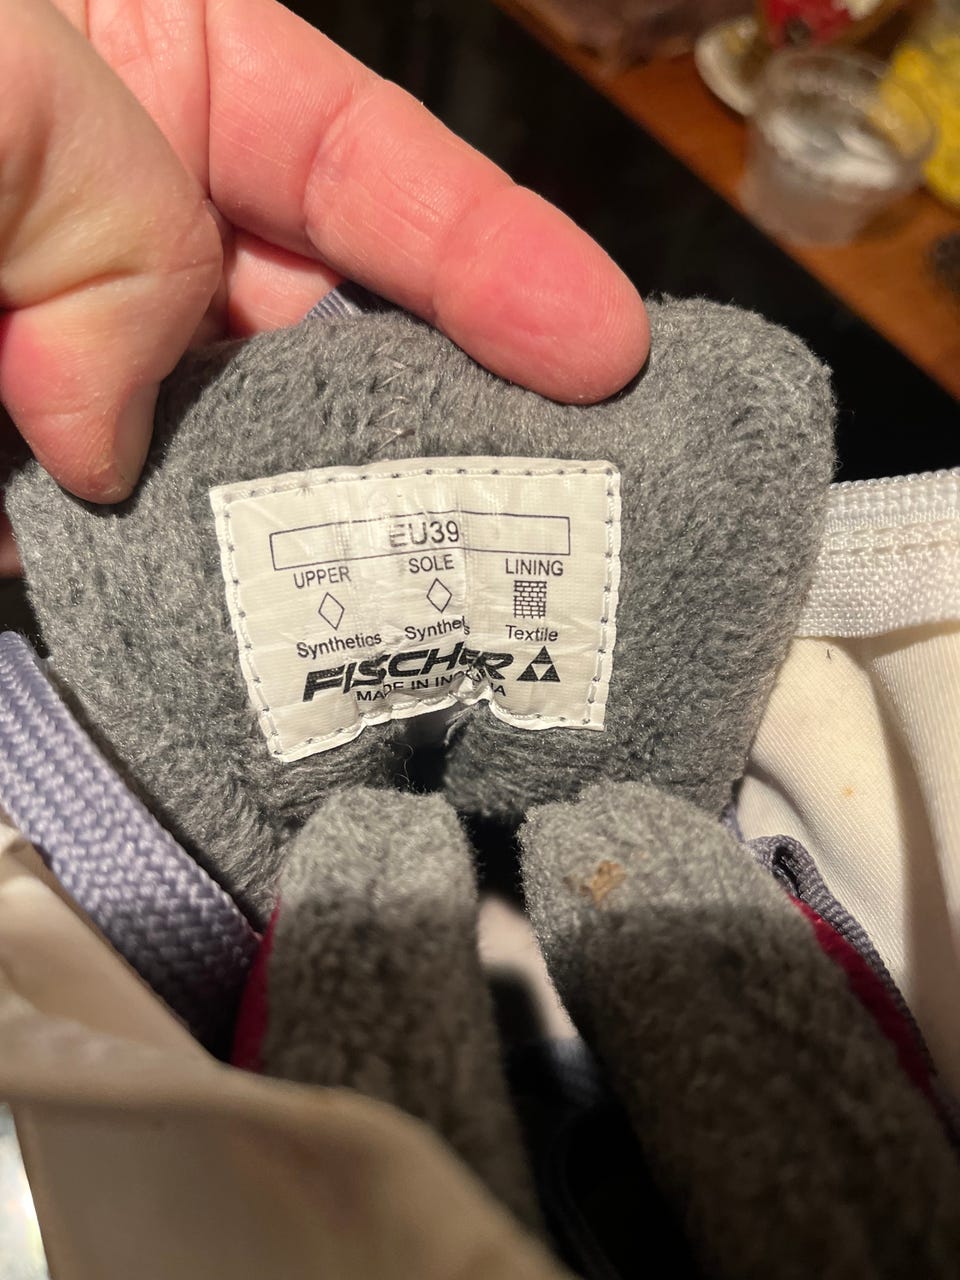 EU39
UPPER SOLE LINING
Synthetics Textile
FISCHER
MADE IN